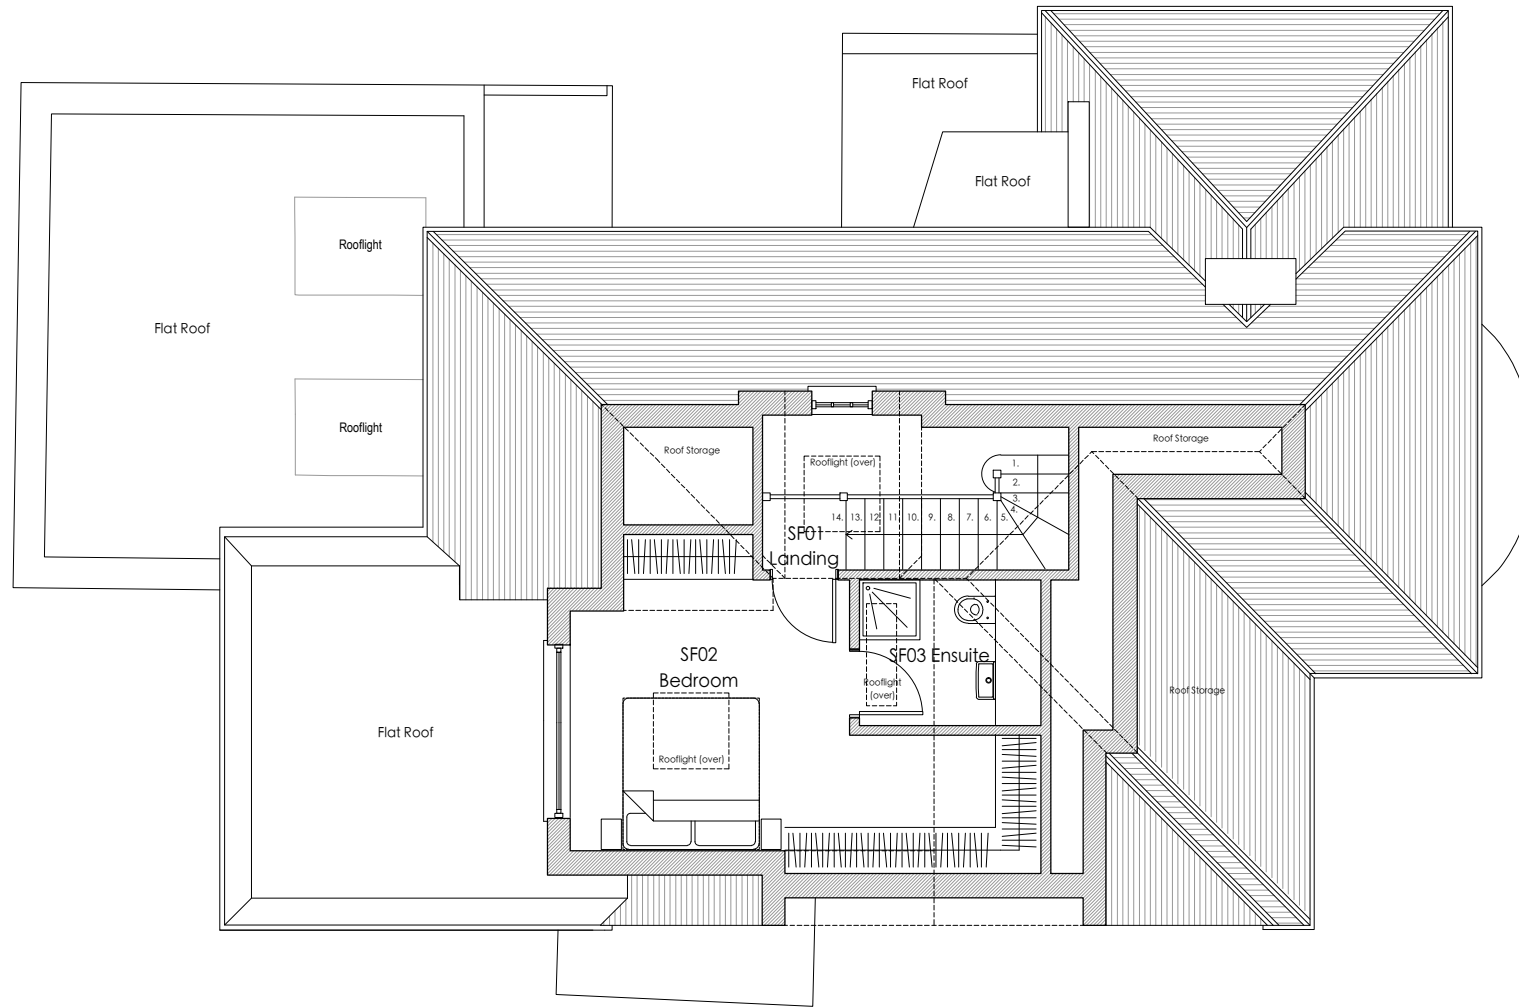 Flat Roof
Flat Roof
Rooflight
Flat Roof
Rooflight
Roof Storage
Rooflight (over)
Roof Storage
1.
2.
3.
4.
14. 13. 12. 11. 10. 9. 8. 7. 6. 5.
SF01
Landing
SF02
Bedroom
SF03 Ensuite
Rooflight
(over)
Roof Storage
Flat Roof
Rooflight (over)